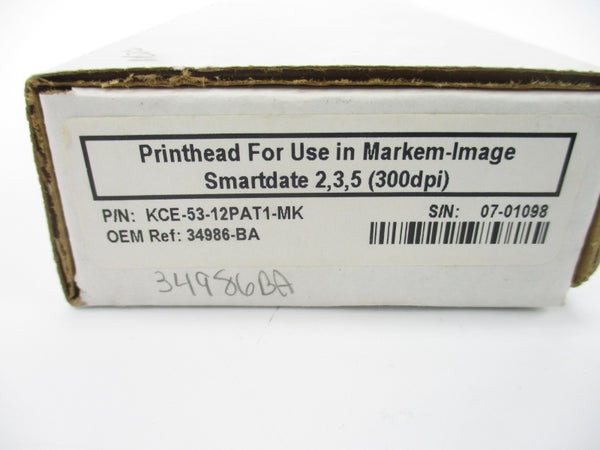 Printhead For Use in Markem-Image
Smartdate 2,3,5 (300dpi)
P/N: KCE-53-12PAT1-MK
S/N: 07-01098
OEM Ref: 34986-BA
34986BA